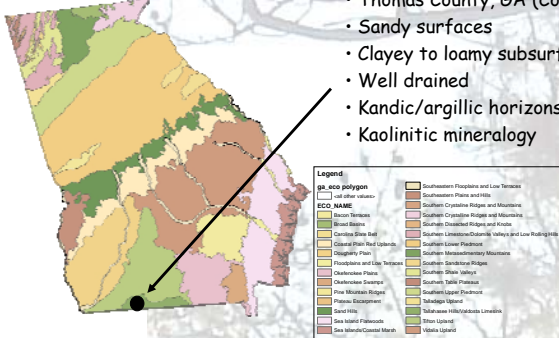 • Thomas County, GA (Co
• Sandy surfaces
• Clayey to loamy subsurf
• Well drained
• Kandic/argillic horizons
• Kaolinitic mineralogy
Legend
ga_eco polygon
<all other values>
ECO_NAME
Bacon Terraces
Broad Basins
Carolina Slate Belt
Coastal Plain Red Uplands
Dougherty Plain
Floodplains and Low Terraces
Okefenokee Plains
Okefenokee Swamps
Pine Mountain Ridges
Plateau Escarpment
Sand Hills
Sea Island Flatwoods
Sea Islands/Coastal Marsh
Southeastern Floodplains and Low Terraces
Southeastern Plains and Hills
Southern Crystaline Ridges and Mountains
Southern Crystalline Ridges and Mountains
Southern Dissected Ridges and Knobs
Southern Limestone/Dolomite Valleys and Low Rolling Hills
Southern Lower Piedmont
Southern Metasedimentary Mountains
Southern Sandstone Ridges
Southern Shale Valleys
Southern Table Plateaus
Southern Upper Piedmont
Talladega Upland
Tallahasee Hills/Valdosta Limesink
Tifton Upland
Vidalia Upland